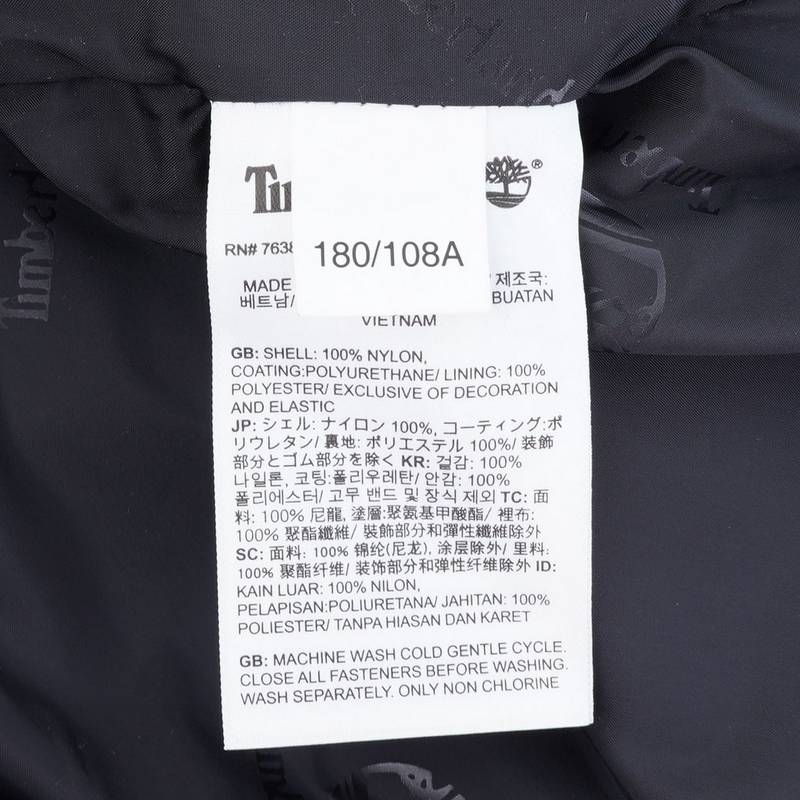 180/108A
RN# 7638
MADE / 제조국:
베트남/ BUATAN
VIETNAM
GB: SHELL: 100% NYLON,
COATING:POLYURETHANE/ LINING: 100%
POLYESTER/ EXCLUSIVE OF DECORATION
AND ELASTIC
JP: シェル: ナイロン 100%, コーティング:ポ
リウレタン/ 裏地: ポリエステル 100%/ 装飾
部分とゴム部分を除く KR: 겉감: 100%
나일론, 코팅:폴리우레탄/ 안감: 100%
폴리에스터/ 고무 밴드 및 장식 제외 TC: 面
料: 100% 尼龍, 塗層:聚氨基甲酸酯/ 裡布:
100% 聚酯纖維/ 裝飾部分和彈性纖維除外
SC: 面料: 100% 锦纶(尼龙), 涂层除外/ 里料:
100% 聚酯纤维/ 装饰部分和弹性纤维除外 ID:
KAIN LUAR: 100% NILON,
PELAPISAN:POLIURETANA/ JAHITAN: 100%
POLIESTER/ TANPA HIASAN DAN KARET
GB: MACHINE WASH COLD GENTLE CYCLE.
CLOSE ALL FASTENERS BEFORE WASHING.
WASH SEPARATELY. ONLY NON CHLORINE
Timberland